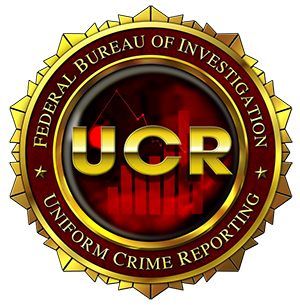 FEDERAL BUREAU OF INVESTIGATION
UCR
UNIFORM CRIME REPORTING